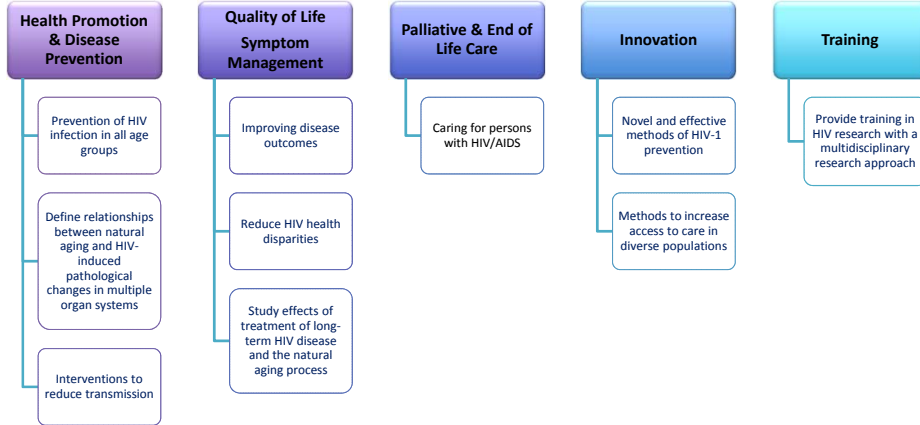 Health Promotion
& Disease
Prevention
Prevention of HIV
infection in all age
groups
Define relationships
between natural
aging and HIV-
induced
pathological
changes in multiple
organ systems
Interventions to
reduce transmission
Quality of Life
Symptom
Management
Improving disease
outcomes
Reduce HIV health
disparities
Study effects of
treatment of long-
term HIV disease
and the natural
aging process
Palliative & End of
Life Care
Caring for persons
with HIV/AIDS
Innovation
Novel and effective
methods of HIV-1
prevention
Methods to increase
access to care in
diverse populations
Training
Provide training in
HIV research with a
multidisciplinary
research approach